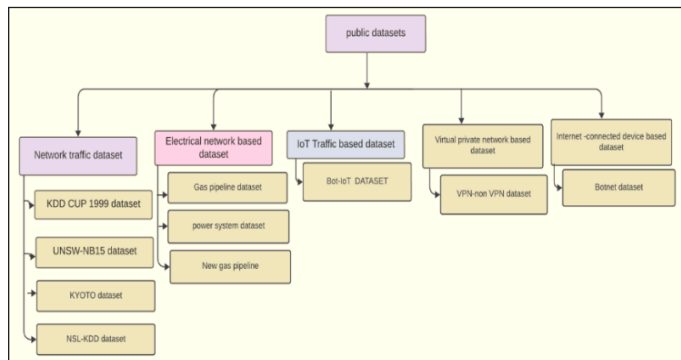 public datasets
Network traffic dataset
KDD CUP 1999 dataset
UNSW-NB15 dataset
KYOTO dataset
NSL-KDD dataset
Electrical network based
dataset
Gas pipeline dataset
power system dataset
New gas pipeline
IoT Traffic based dataset
Bot-IoT DATASET
Virtual private network based
dataset
VPN-non VPN dataset
Internet -connected device based
dataset
Botnet dataset